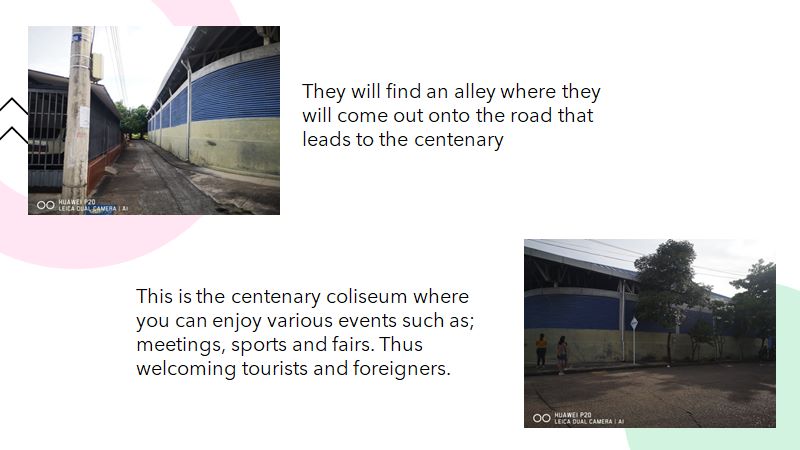 They will find an alley where they
will come out onto the road that
leads to the centenary
HUAWEI P20
LEICA DUAL CAMERA | AI
This is the centenary coliseum where
you can enjoy various events such as;
meetings, sports and fairs. Thus
welcoming tourists and foreigners.
HUAWEI P20
LEICA DUAL CAMERA | AI